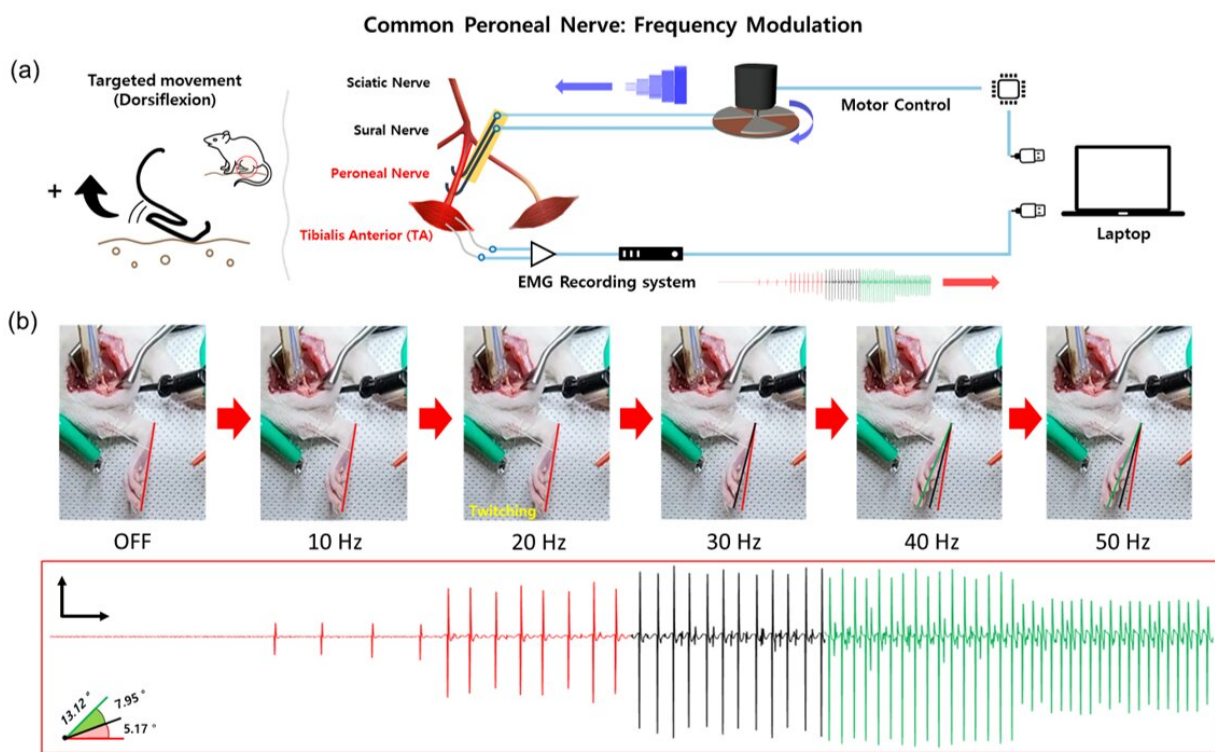 Common Peroneal Nerve: Frequency Modulation
(a)
Targeted movement
(Dorsiflexion)
+
Sciatic Nerve
Sural Nerve
Peroneal Nerve
Tibialis Anterior (TA)
Motor Control
Laptop
EMG Recording system
(b)
Twitching
OFF
10 Hz
20 Hz
30 Hz
40 Hz
50 Hz
13.12 °
7.95 °
5.17 °